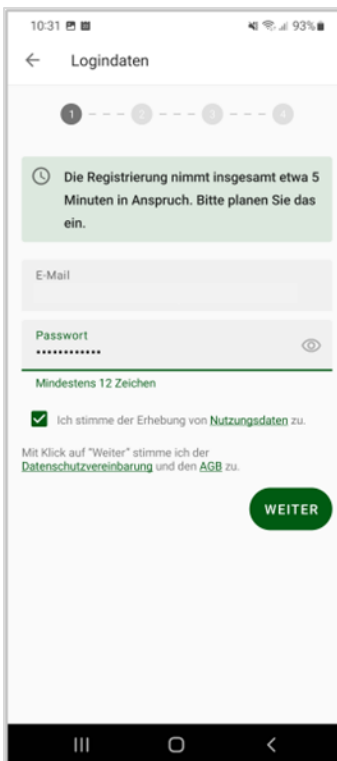 10:31 93%
Logindaten
1 2 3 4
Die Registrierung nimmt insgesamt etwa 5
Minuten in Anspruch. Bitte planen Sie das
ein.
E-Mail
Passwort
••••••••••••
Mindestens 12 Zeichen
Ich stimme der Erhebung von Nutzungsdaten zu.
Mit Klick auf "Weiter" stimme ich der
Datenschutzvereinbarung und den AGB zu.
WEITER